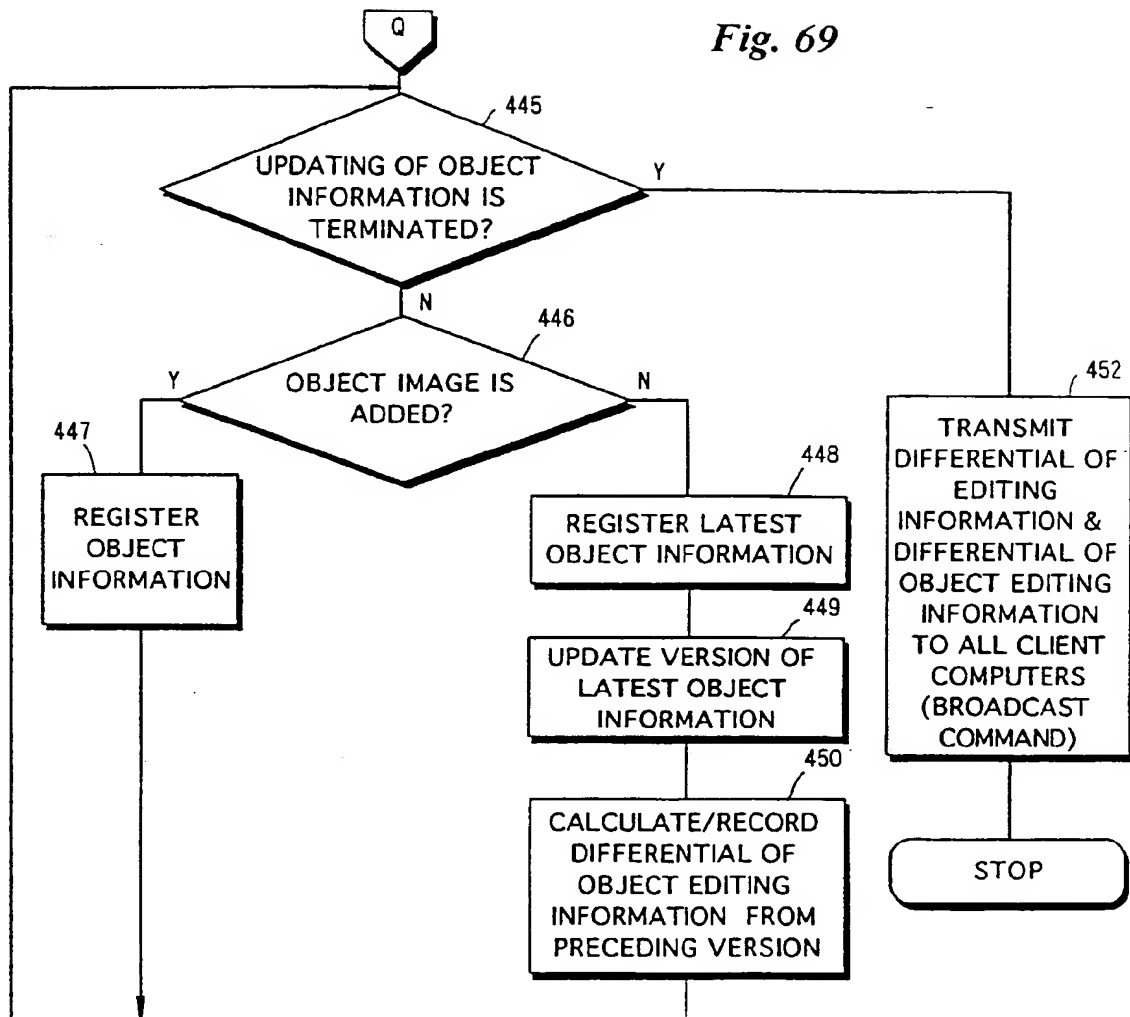 Q
Fig. 69
445
UPDATING OF OBJECT
INFORMATION IS
TERMINATED?
Y
N
446
OBJECT IMAGE IS
ADDED?
Y
N
447
REGISTER
OBJECT
INFORMATION
448
REGISTER LATEST
OBJECT INFORMATION
449
UPDATE VERSION OF
LATEST OBJECT
INFORMATION
450
CALCULATE/RECORD
DIFFERENTIAL OF
OBJECT EDITING
INFORMATION FROM
PRECEDING VERSION
452
TRANSMIT
DIFFERENTIAL OF
EDITING
INFORMATION &
DIFFERENTIAL OF
OBJECT EDITING
INFORMATION
TO ALL CLIENT
COMPUTERS
(BROADCAST
COMMAND)
STOP